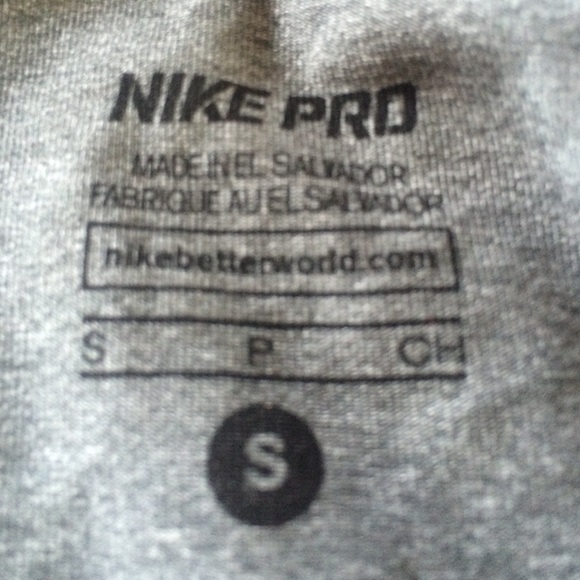 NIKE PRO
MADE IN EL SALVADOR
FABRIQUE AU EL SALVADOR
nikebetterworld.com
S P CH
S